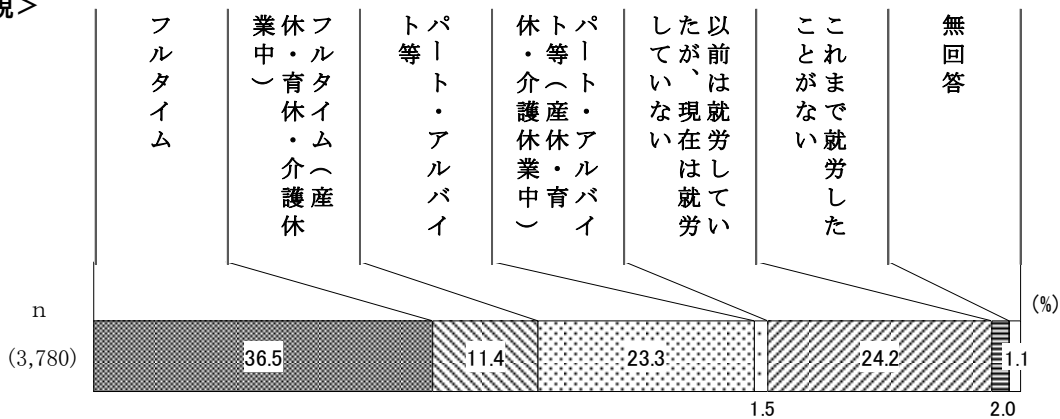 親＞
フルタイム
フルタイム（産
休・育休・介護休
業中）
パート・アルバイ
ト等
パート・アルバイ
ト等（産休・育
休・介護休業中）
以前は就労してい
たが、現在は就労
していない
これまで就労した
ことがない
無回答
(%)
n
(3,780)
36.5
11.4
23.3
24.2
1.1
1.5
2.0